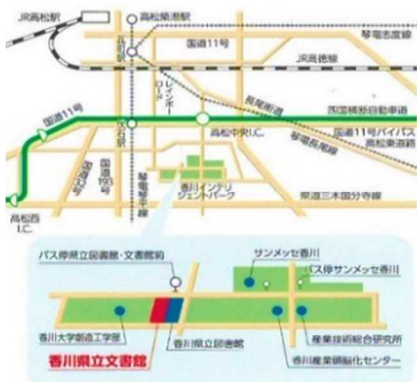 JR高松駅
高松築港駅
瓦町駅
国道11号
琴電志度線
JR高徳線
レインボーロード
長尾街道
四国横断自動車道
国道11号
高松中央I.C.
国道11号バイパス
高松東道路
琴電長尾線
国道32号
国道193号
琴電琴平線
香川インテリ
ジェントパーク
県道三木国分寺線
高松西
I.C.
バス停県立図書館・文書館前
サンメッセ香川
バス停サンメッセ香川
香川大学創造工学部
香川県立図書館
産業技術総合研究所
香川県立文書館
香川産業頭脳化センター